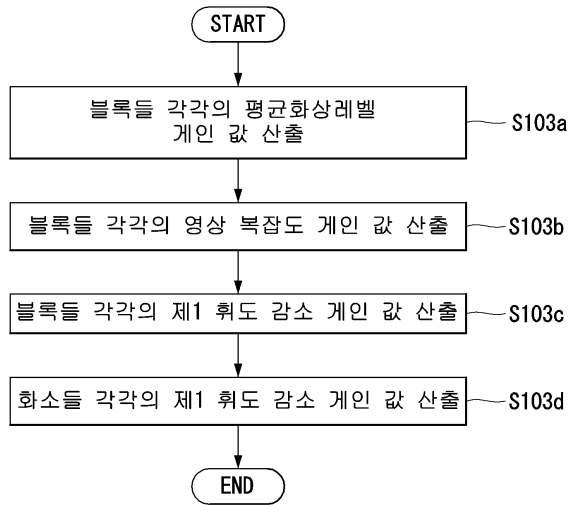 START
블록들 각각의 평균화상레벨
게인 값 산출
S103a
블록들 각각의 영상 복잡도 게인 값 산출
S103b
블록들 각각의 제1 휘도 감소 게인 값 산출
S103c
화소들 각각의 제1 휘도 감소 게인 값 산출
S103d
END